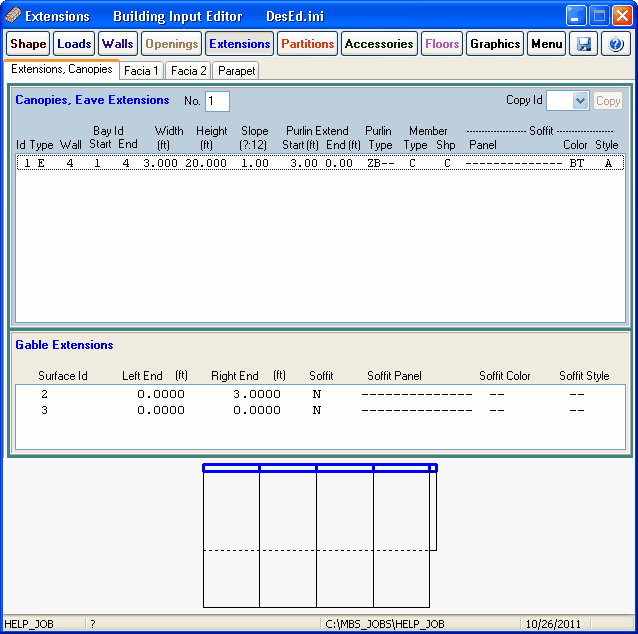 Extensions Building Input Editor DesEd.ini
Shape Loads Walls Openings Extensions Partitions Accessories Floors Graphics Menu ?
Extensions, Canopies Facia 1 Facia 2 Parapet
Canopies, Eave Extensions No. 1 Copy Id Copy
Bay Id Width Height Slope Purlin Extend Purlin Member ------------------ Soffit ------------------
Id Type Wall Start End (ft) (ft) (?:12) Start(ft) End (ft) Type Type Shp Panel Color Style
1 E 4 1 4 3.000 20.000 1.00 3.00 0.00 ZB-- C C ------------- BT A
Gable Extensions
Surface Id Left End (ft) Right End (ft) Soffit Soffit Panel Soffit Color Soffit Style
2 0.0000 3.0000 N -------------- -- --
3 0.0000 0.0000 N -------------- -- --
HELP_JOB ? C:\MBS_JOBS\HELP_JOB 10/26/2011